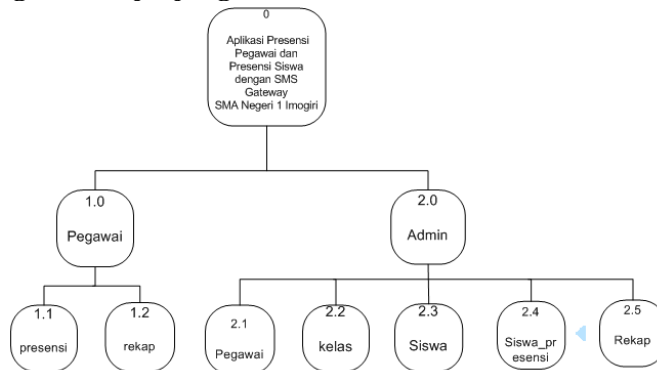 0
Aplikasi Presensi
Pegawai dan
Presensi Siswa
dengan SMS
Gateway
SMA Negeri 1 Imogiri
1.0
Pegawai
2.0
Admin
1.1
presensi
1.2
rekap
2.1
Pegawai
2.2
kelas
2.3
Siswa
2.4
Siswa_pr
esensi
2.5
Rekap